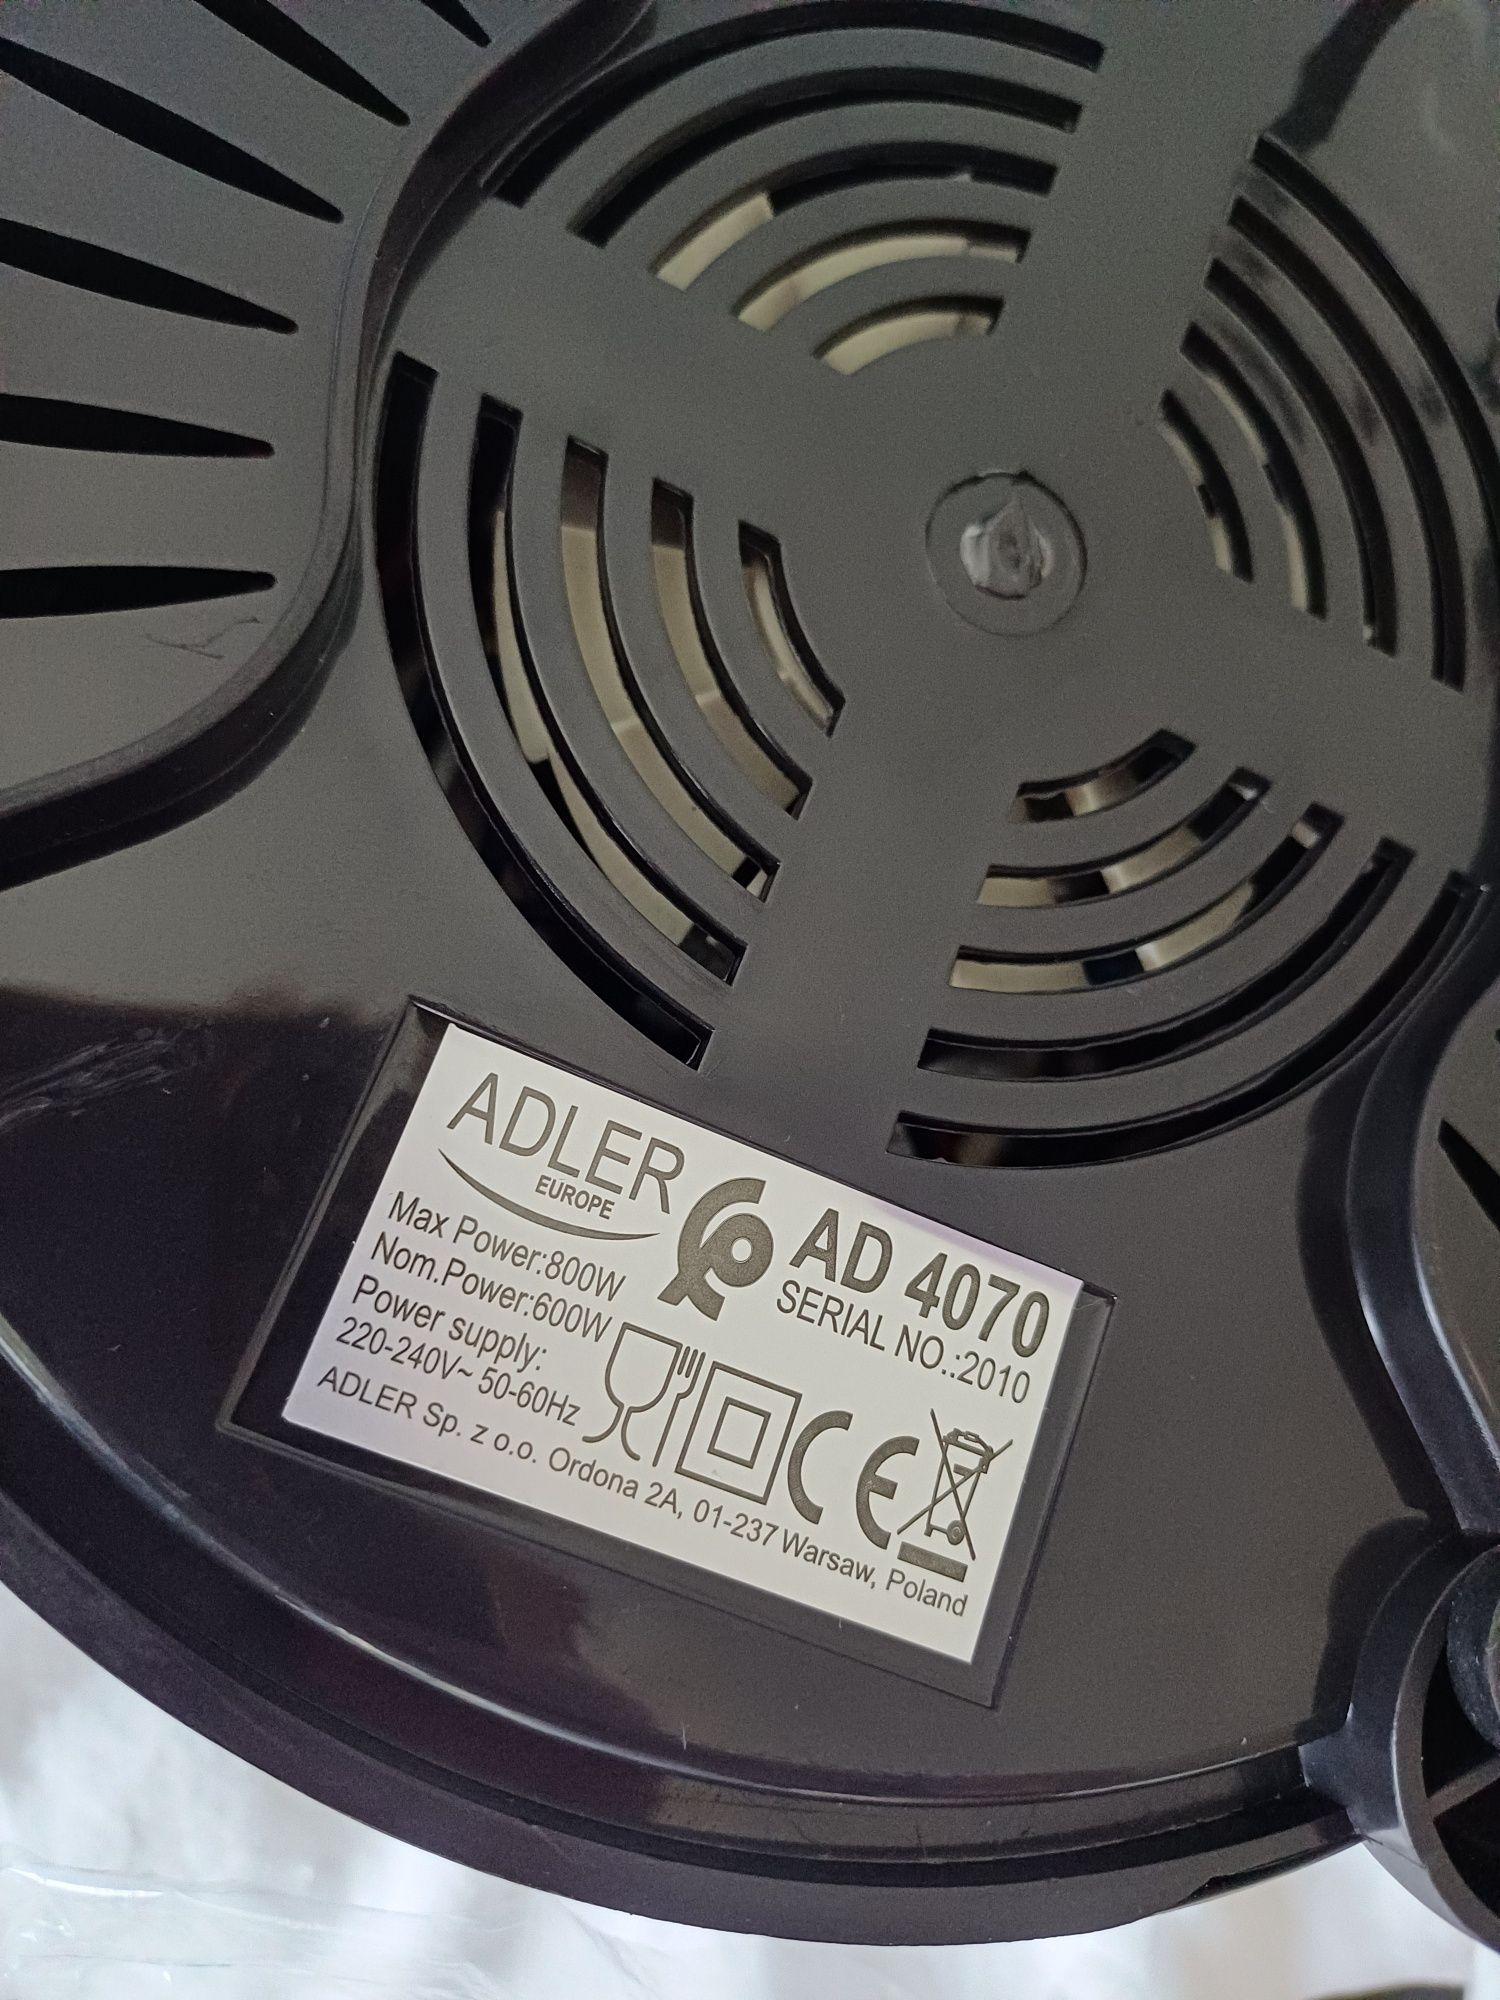 ADLER
EUROPE
AD 4070
SERIAL NO.:2010
Max Power:800W
Nom.Power:600W
Power supply:
220-240V~ 50-60Hz
CE
ADLER Sp. z o.o. Ordona 2A, 01-237 Warsaw, Poland